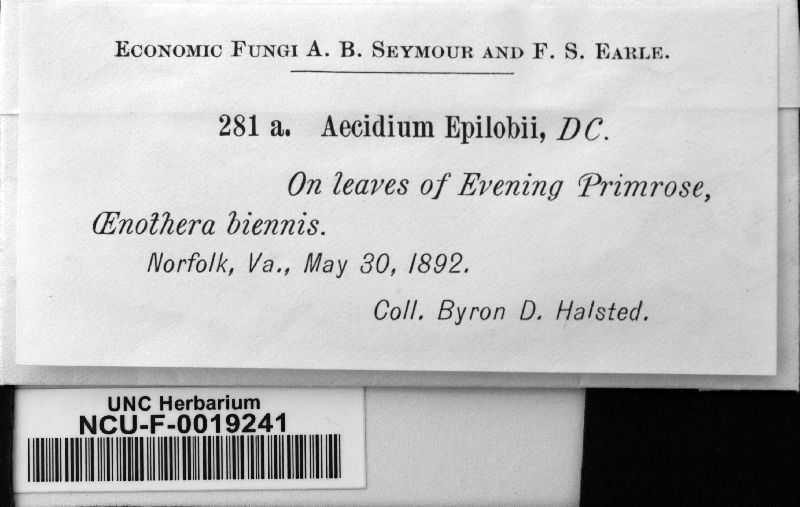 Economic Fungi A. B. Seymour and F. S. Earle.
281 a. Aecidium Epilobii, DC.
On leaves of Evening Primrose,
Œnothera biennis.
Norfolk, Va., May 30, 1892.
Coll. Byron D. Halsted.
UNC Herbarium
NCU-F-0019241